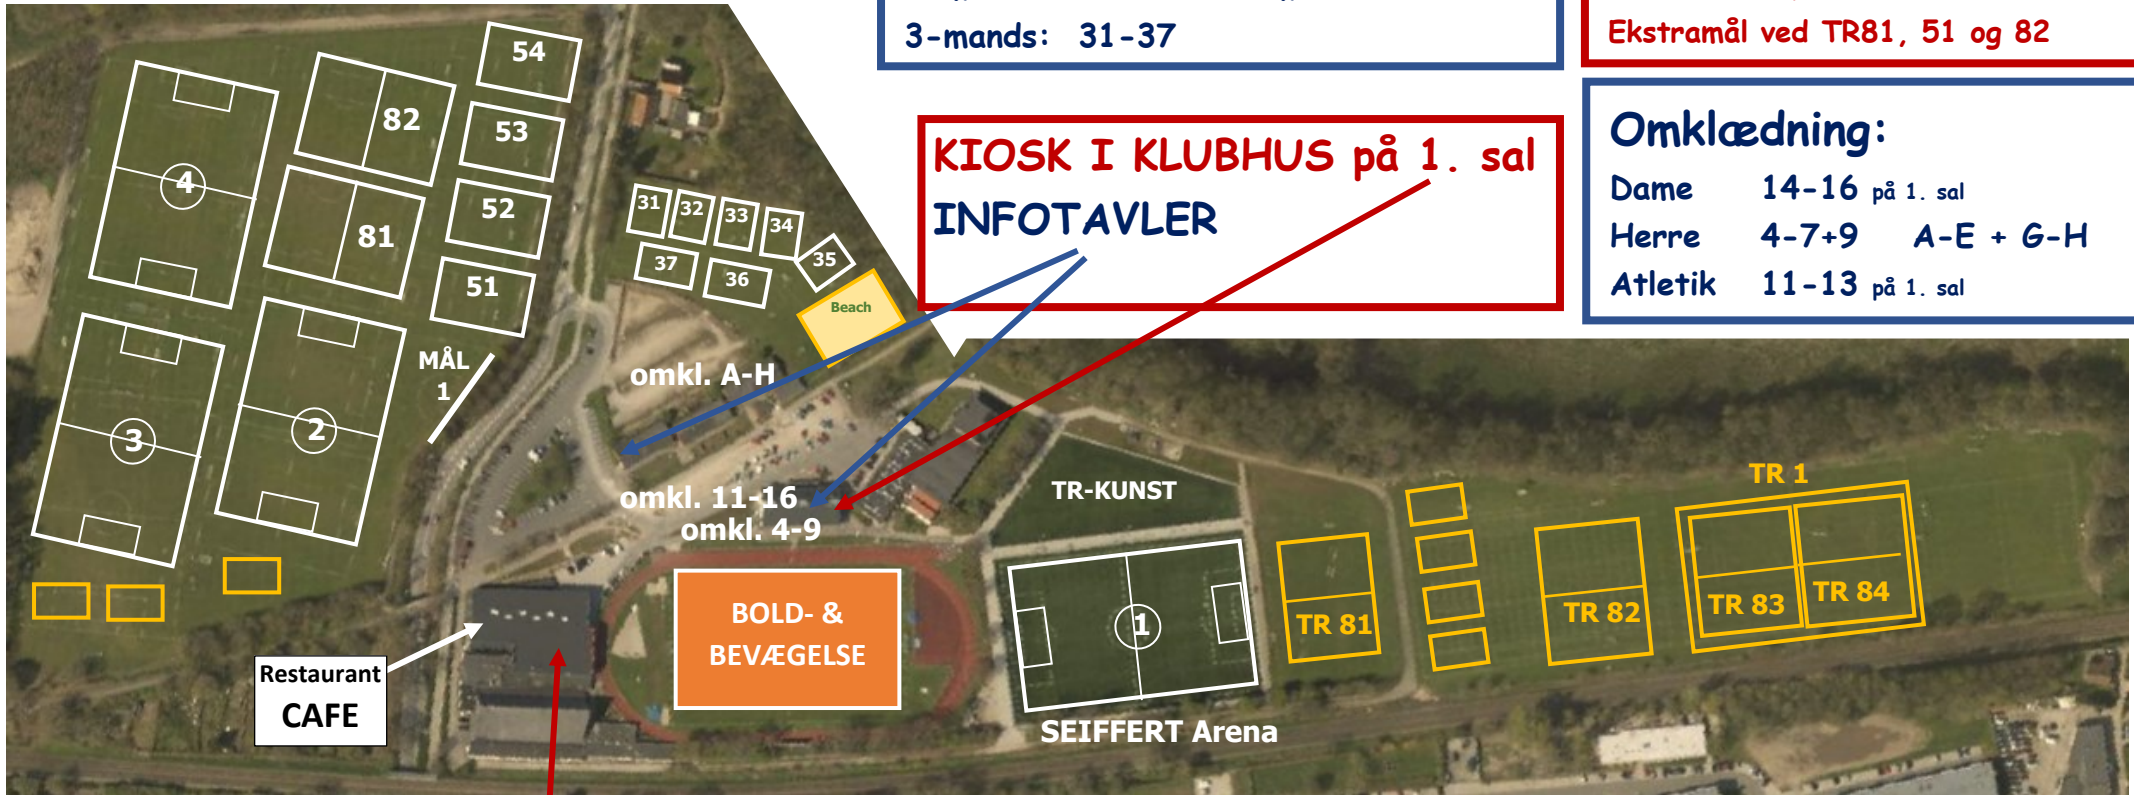 3-mands: 31-37
Ekstramål ved TR81, 51 og 82
KIOSK I KLUBHUS på 1. sal
INFOTAVLER
Omklædning:
Dame 14-16 på 1. sal
Herre 4-7+9 A-E + G-H
Atletik 11-13 på 1. sal
54
82
53
4
52
81
51
31
32
33
34
35
37
36
Beach
MÅL
1
omkl. A-H
3
2
omkl. 11-16
omkl. 4-9
TR-KUNST
TR 1
BOLD- &
BEVÆGELSE
1
TR 81
TR 82
TR 83
TR 84
Restaurant
CAFE
SEIFFERT Arena